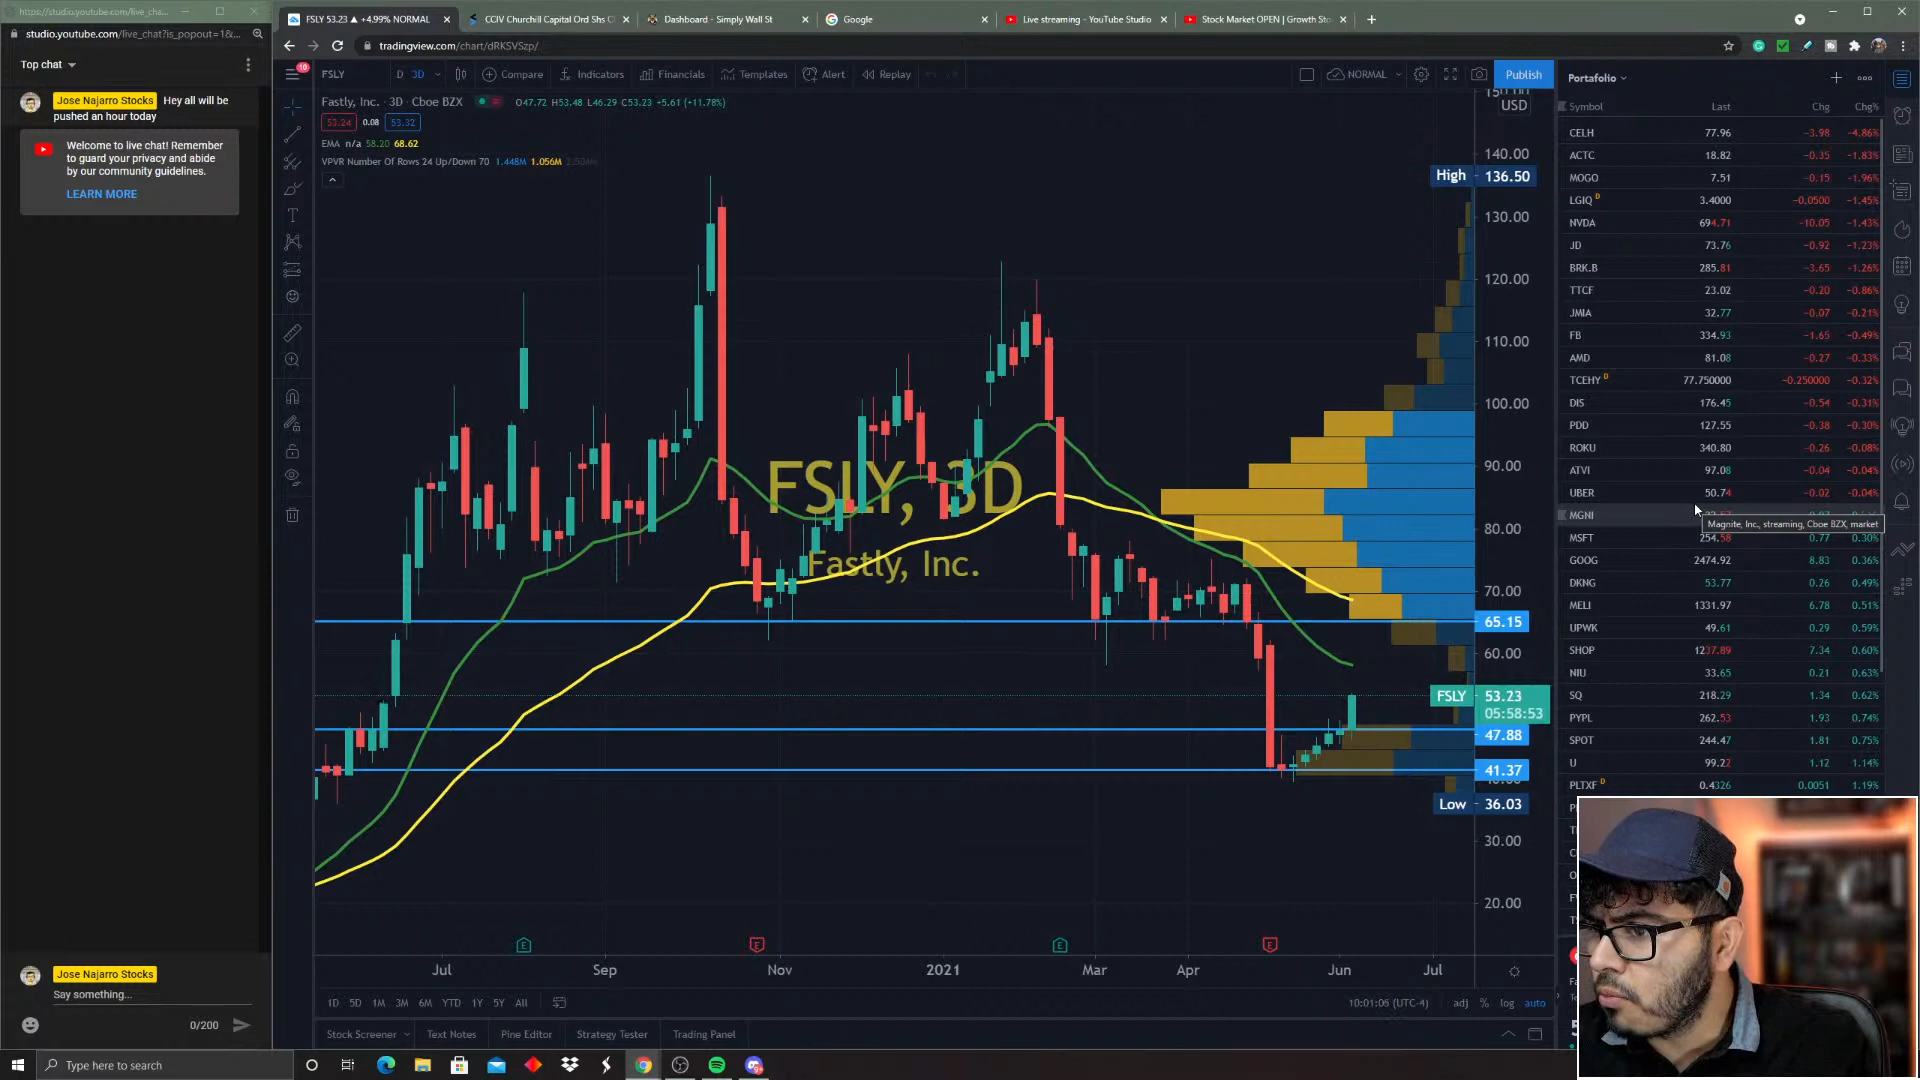 https://studio.youtube.com/live_cha...
studio.youtube.com/live_chat?is_popout=1&...
Top chat
Jose Najarro Stocks Hey all will be
pushed an hour today
Welcome to live chat! Remember
to guard your privacy and abide
by our community guidelines.
LEARN MORE
Jose Najarro Stocks
Say something...
0/200
FSLY 53.23 ▲ +4.99% NORMAL
CCIV Churchill Capital Ord Shs C
Dashboard - Simply Wall St
Google
Live streaming - YouTube Studio
Stock Market OPEN | Growth Sto
tradingview.com/chart/dRKSVSzp/
10
FSLY D 3D Compare Indicators Financials Templates Alert Replay NORMAL Publish
Fastly, Inc. · 3D · Cboe BZX O47.72 H53.48 L46.29 C53.23 +5.61 (+11.78%)
53.24 0.08 53.32
EMA n/a 58.20 68.62
VPVR Number Of Rows 24 Up/Down 70 1.448M 1.056M
FSLY, 3D
Fastly, Inc.
USD
140.00
High 136.50
130.00
120.00
110.00
100.00
90.00
80.00
70.00
65.15
60.00
FSLY 53.23
05:58:53
47.88
41.37
Low 36.03
30.00
20.00
E E E E
Jul Sep Nov 2021 Mar Apr Jun Jul
1D 5D 1M 3M 6M YTD 1Y 5Y All
10:01:06 (UTC-4) adj % log auto
Stock Screener Text Notes Pine Editor Strategy Tester Trading Panel
Portafolio
Symbol Last Chg Chg%
CELH 77.96 −3.98 −4.86%
ACTC 18.82 −0.35 −1.83%
MOGO 7.51 −0.15 −1.96%
LGIQ D 3.4000 −0.0500 −1.45%
NVDA 694.71 −10.05 −1.43%
JD 73.76 −0.92 −1.23%
BRK.B 285.81 −3.65 −1.26%
TTCF 23.02 −0.20 −0.86%
JMIA 32.77 −0.07 −0.21%
FB 334.93 −1.65 −0.49%
AMD 81.08 −0.27 −0.33%
TCEHY D 77.750000 −0.250000 −0.32%
DIS 176.45 −0.54 −0.31%
PDD 127.55 −0.38 −0.30%
ROKU 340.80 −0.26 −0.08%
ATVI 97.08 −0.04 −0.04%
UBER 50.74 −0.02 −0.04%
MGNI
Magnite, Inc., streaming, Cboe BZX, market
MSFT 254.58 0.77 0.30%
GOOG 2474.92 8.83 0.36%
DKNG 53.77 0.26 0.49%
MELI 1331.97 6.78 0.51%
UPWK 49.61 0.29 0.59%
SHOP 1237.89 7.34 0.60%
NIU 33.65 0.21 0.63%
SQ 218.29 1.34 0.62%
PYPL 262.53 1.93 0.74%
SPOT 244.47 1.81 0.75%
U 99.22 1.12 1.14%
PLTXF D 0.4326 0.0051 1.19%
Type here to search